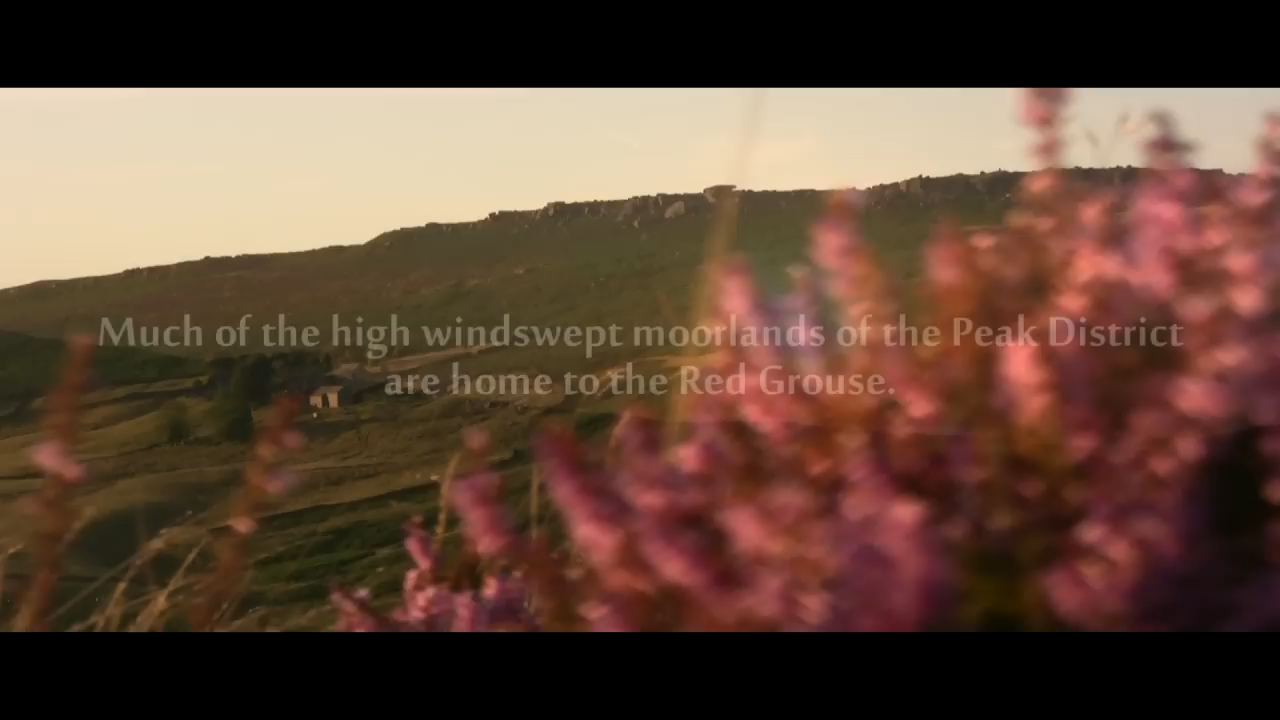 Much of the high windswept moorlands of the Peak District
are home to the Red Grouse.